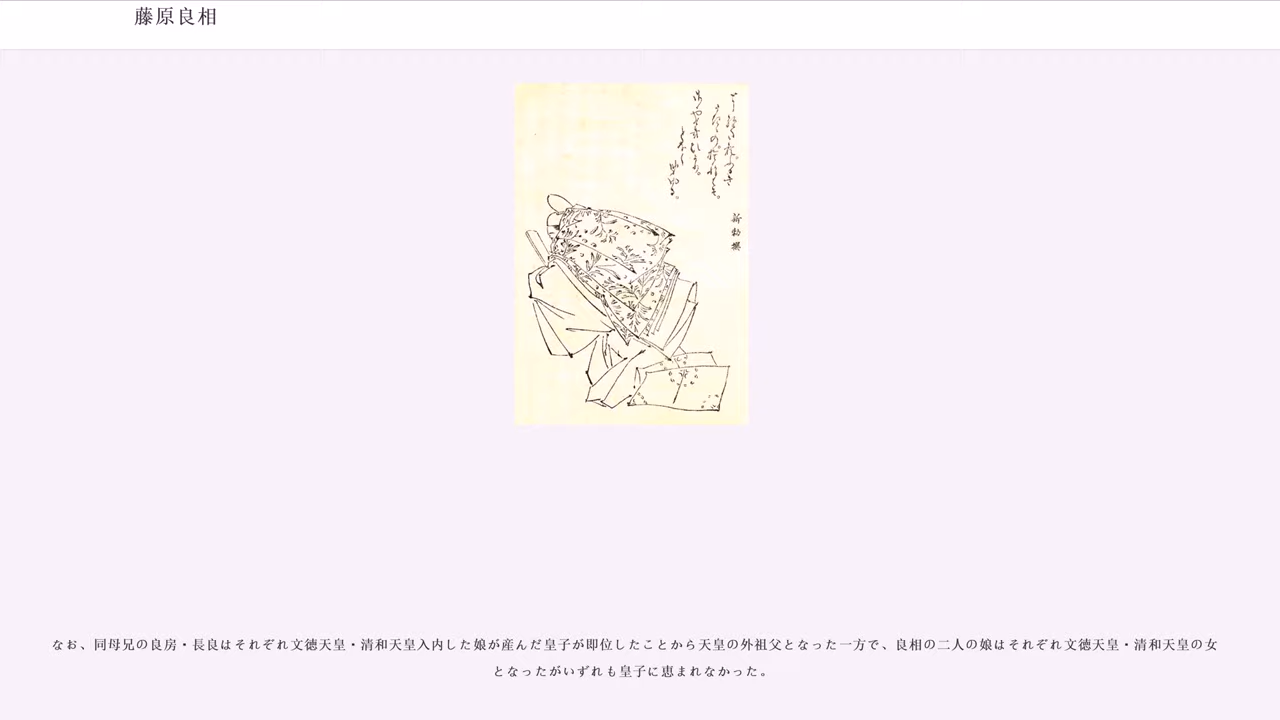 藤原良相
新勅撰
なお、同母兄の良房・長良はそれぞれ文徳天皇・清和天皇入内した娘が産んだ皇子が即位したことから天皇の外祖父となった一方で、良相の二人の娘はそれぞれ文徳天皇・清和天皇の女
となったがいずれも皇子に恵まれなかった。